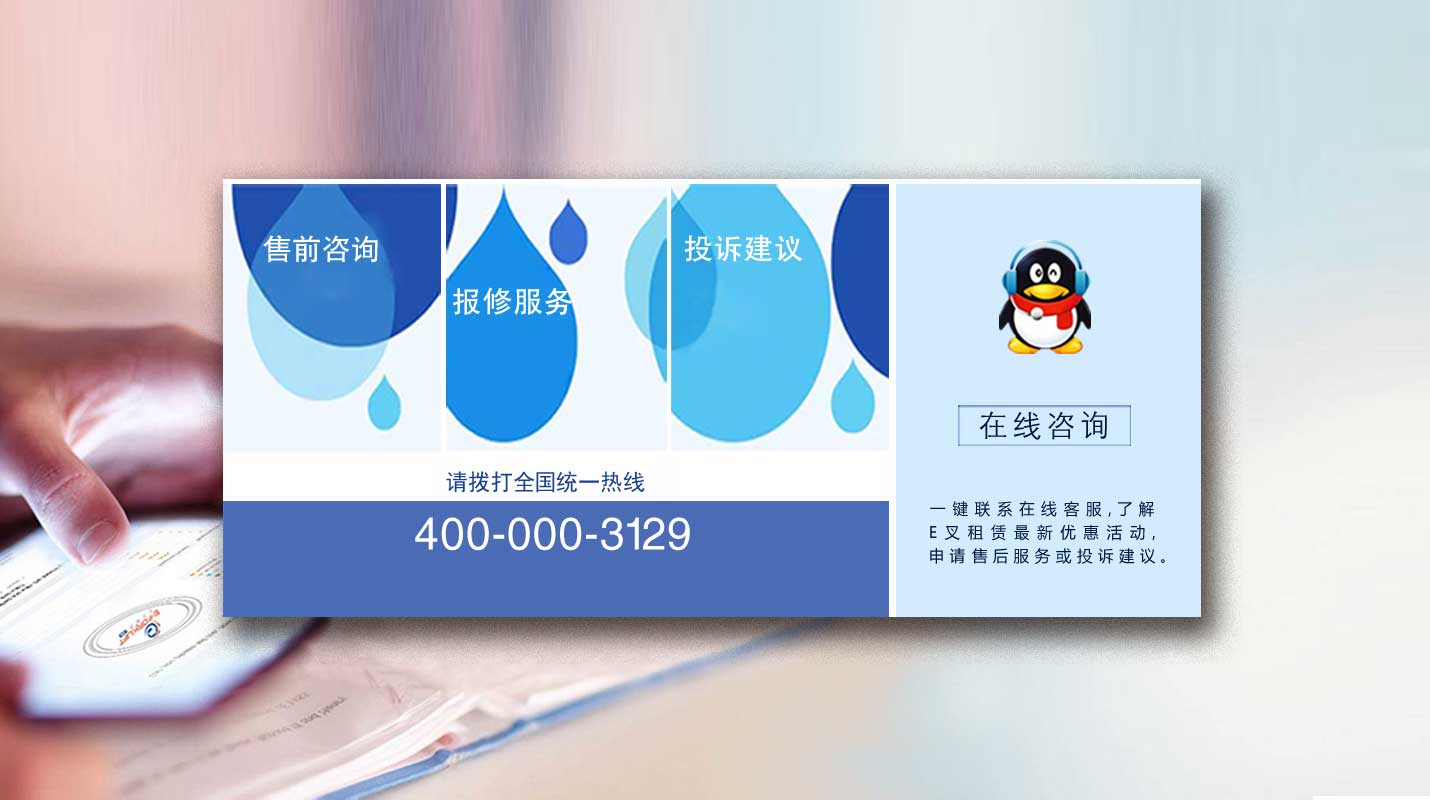 售前咨询
报修服务
投诉建议
请拨打全国统一热线
400-000-3129
在线咨询
一键联系在线客服,了解
E叉租赁最新优惠活动,
申请售后服务或投诉建议。